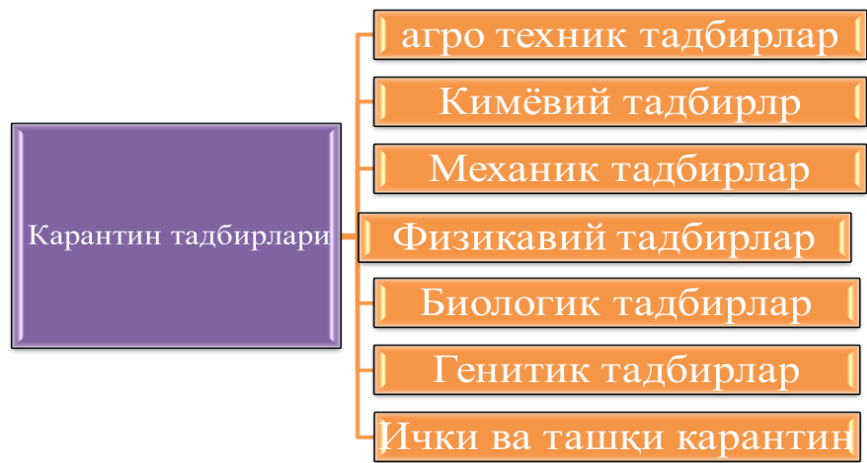 Карантин тадбирлари
агро техник тадбирлар
Кимёвий тадбирлр
Механик тадбирлар
Физикавий тадбирлар
Биологик тадбирлар
Генитик тадбирлар
Ички ва ташқи карантин